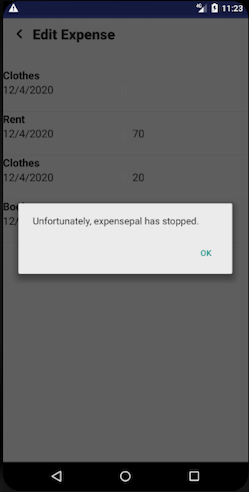 4G 11:23
Edit Expense
Clothes
12/4/2020
Rent
12/4/2020 70
Clothes
12/4/2020 20
Unfortunately, expensepal has stopped.
OK